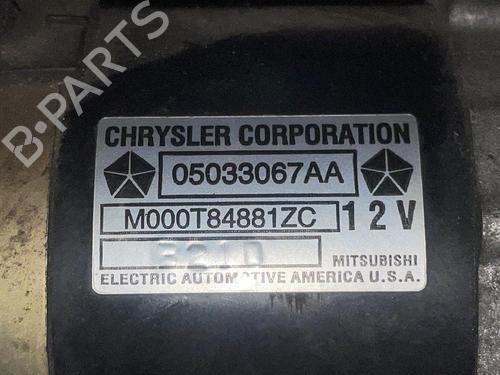 B-PARTS
CHRYSLER CORPORATION
05033067AA
M000T84881ZC 12V
MITSUBISHI
ELECTRIC AUTOMOTIVE AMERICA U.S.A.